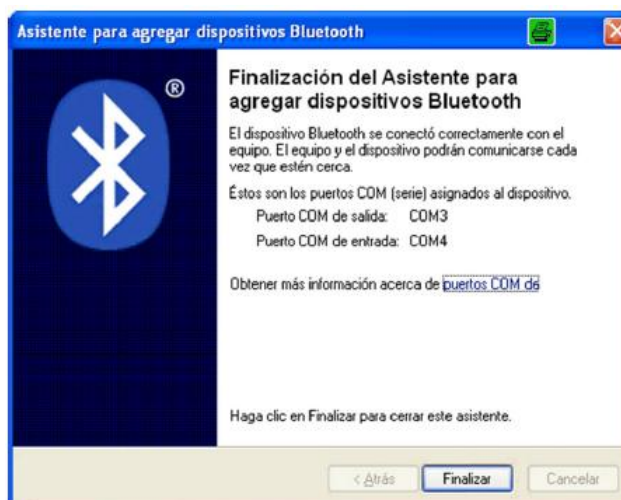 Asistente para agregar dispositivos Bluetooth
®
Finalización del Asistente para
agregar dispositivos Bluetooth
El dispositivo Bluetooth se conectó correctamente con el
equipo. El equipo y el dispositivo podrán comunicarse cada
vez que estén cerca.
Éstos son los puertos COM (serie) asignados al dispositivo.
Puerto COM de salida: COM3
Puerto COM de entrada: COM4
Obtener más información acerca de puertos COM de
Haga clic en Finalizar para cerrar este asistente.
< Atrás Finalizar Cancelar